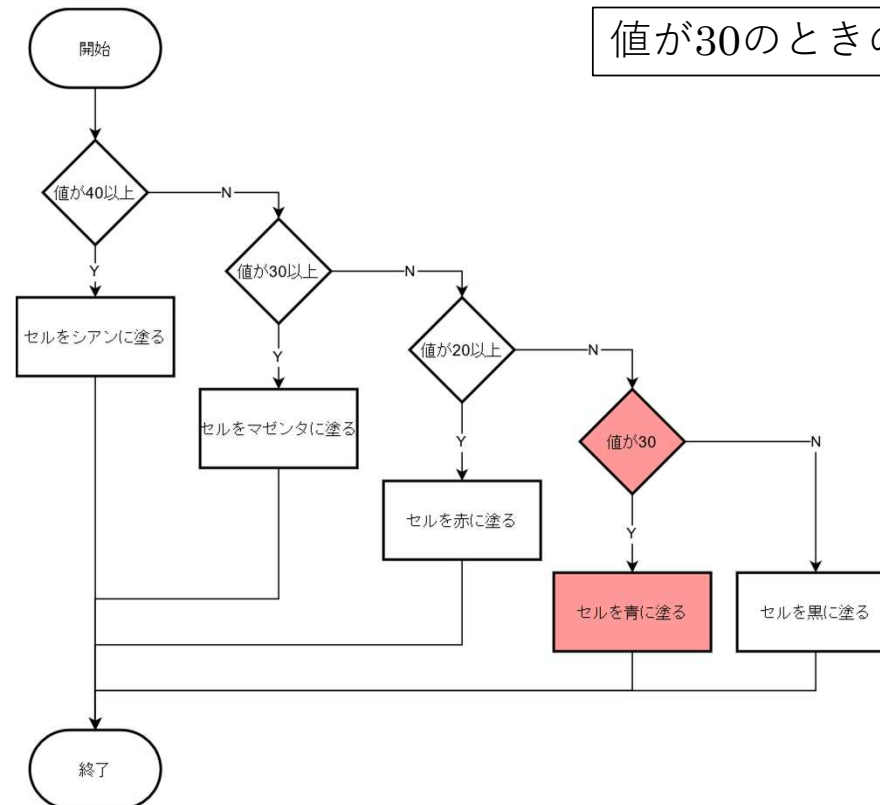 値が30のときの
開始
値が40以上
N
Y
セルをシアンに塗る
値が30以上
N
Y
セルをマゼンタに塗る
値が20以上
N
Y
セルを赤に塗る
値が30
N
Y
セルを青に塗る
セルを黒に塗る
終了